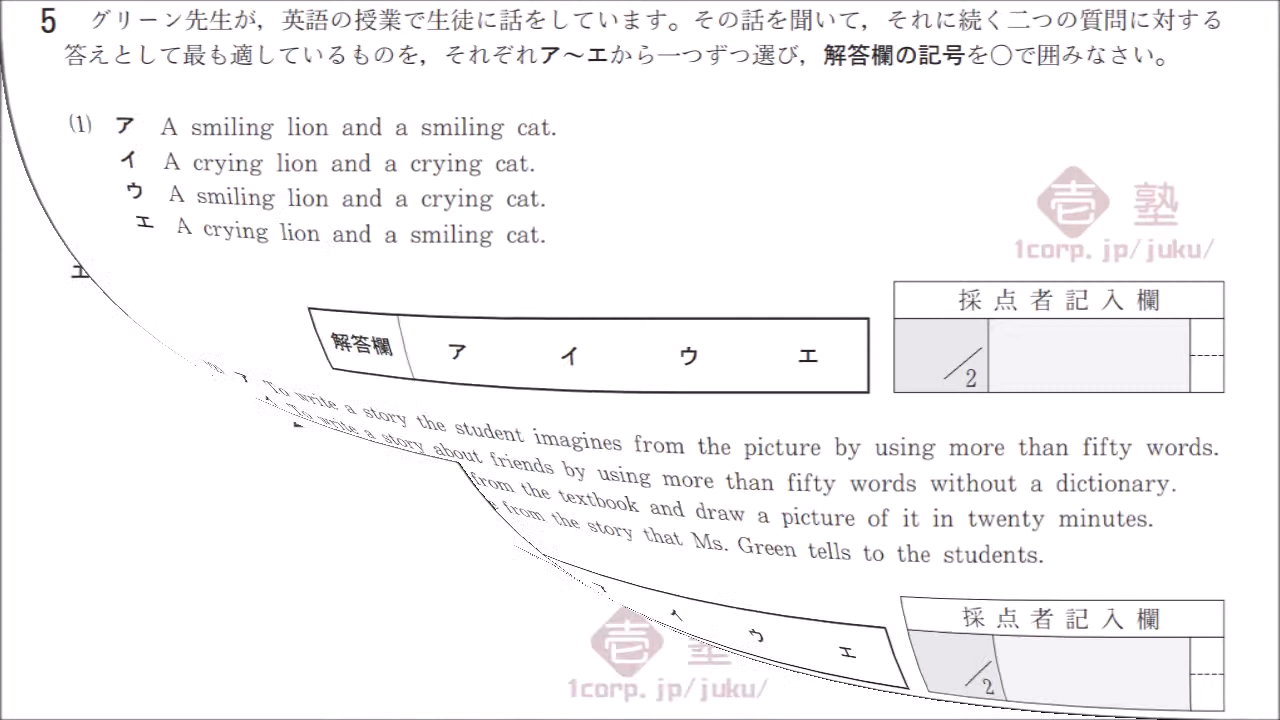 5 グリーン先生が，英語の授業で生徒に話をしています。その話を聞いて，それに続く二つの質問に対する
答えとして最も適しているものを，それぞれア～エから一つずつ選び，解答欄の記号を○で囲みなさい。
(1) ア A smiling lion and a smiling cat.
イ A crying lion and a crying cat.
ウ A smiling lion and a crying cat.
エ A crying lion and a smiling cat.
壱 塾
1corp.jp/juku/
エ
採点者記入欄
解答欄 ア イ ウ エ
／2
To write a story the student imagines from the picture by using more than fifty words.
To write a story about friends by using more than fifty words without a dictionary.
from the textbook and draw a picture of it in twenty minutes.
from the story that Ms. Green tells to the students.
採点者記入欄
イ ウ エ
／2
壱 塾
1corp.jp/juku/